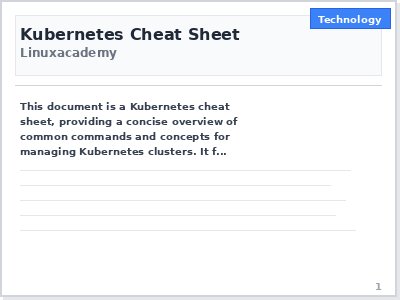 Technology
Kubernetes Cheat Sheet
Linuxacademy
This document is a Kubernetes cheat
sheet, providing a concise overview of
common commands and concepts for
managing Kubernetes clusters. It f...
1